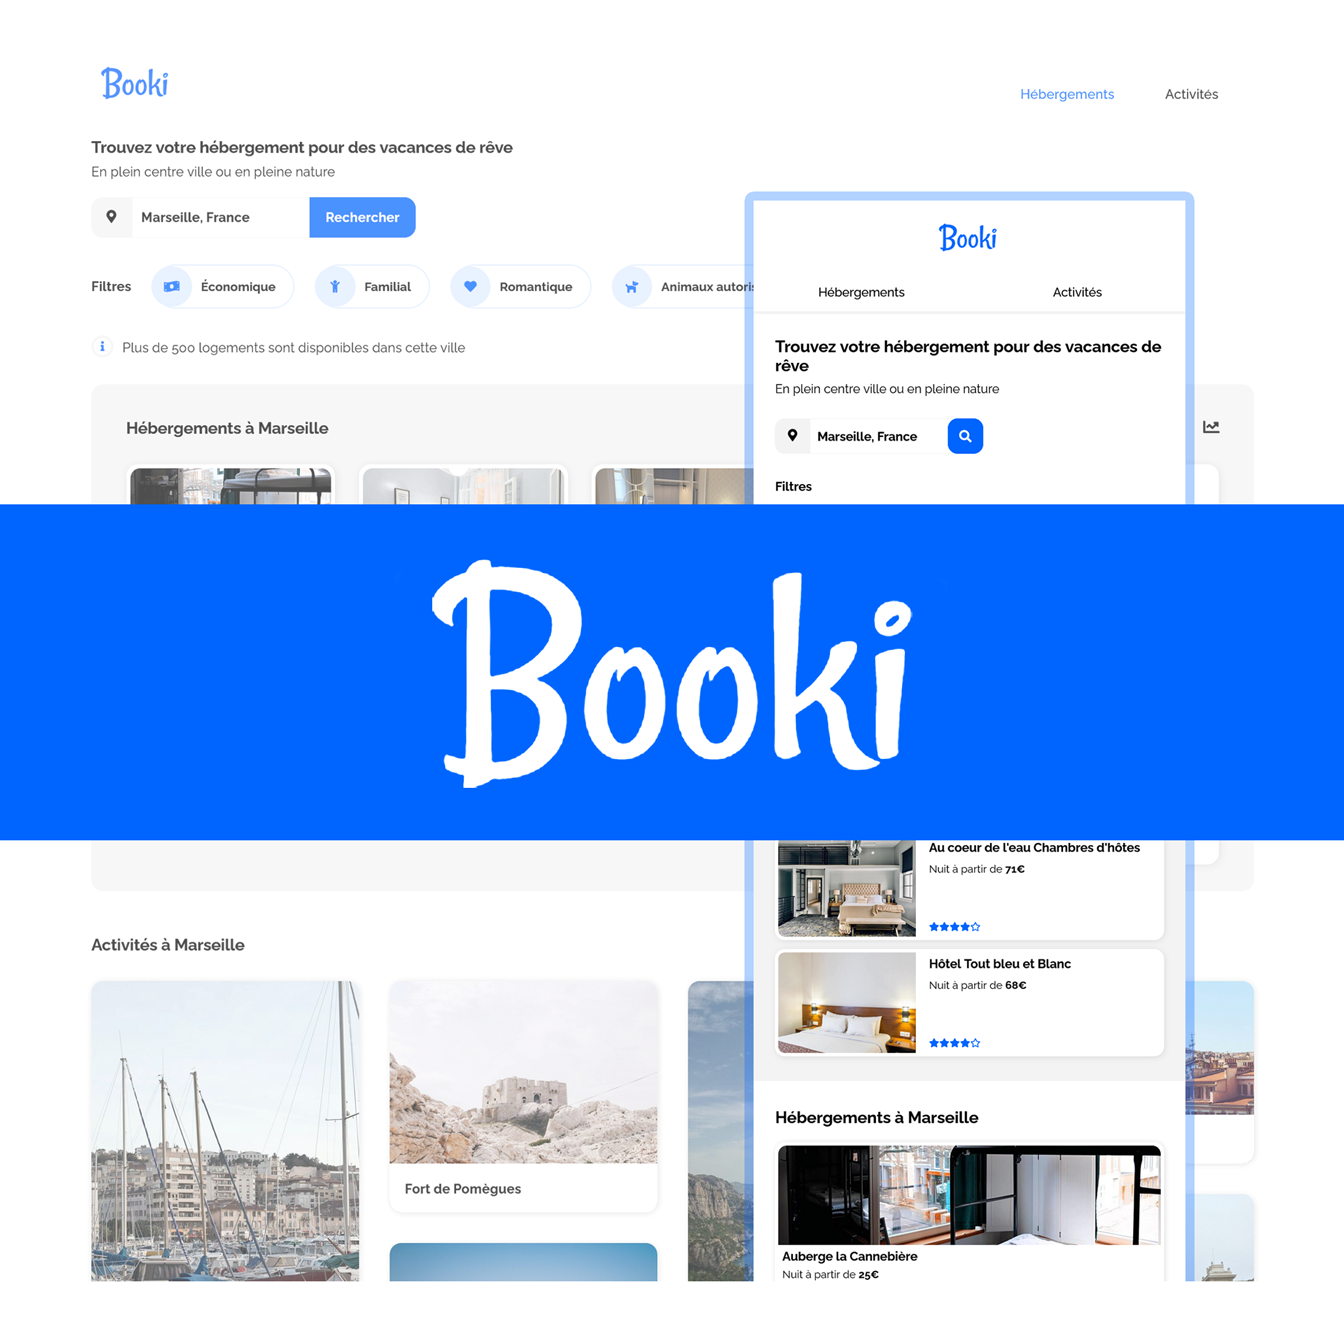 Booki
Hébergements
Activités
Trouvez votre hébergement pour des vacances de rêve
En plein centre ville ou en pleine nature
Marseille, France
Rechercher
Filtres
Économique
Familial
Romantique
Animaux autoris
Plus de 500 logements sont disponibles dans cette ville
Hébergements à Marseille
Booki
Hébergements
Activités
Trouvez votre hébergement pour des vacances de
rêve
En plein centre ville ou en pleine nature
Marseille, France
Filtres
Booki
Au coeur de l'eau Chambres d'hôtes
Nuit à partir de 71€
Hôtel Tout bleu et Blanc
Nuit à partir de 68€
Hébergements à Marseille
Auberge la Cannebière
Nuit à partir de 25€
Activités à Marseille
Fort de Pomègues